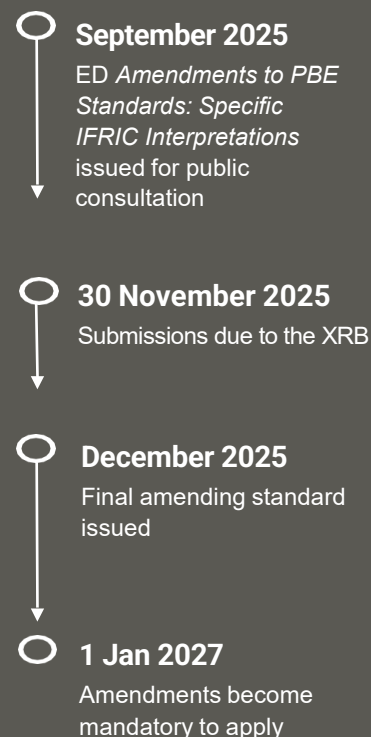 September 2025
ED Amendments to PBE
Standards: Specific
IFRIC Interpretations
issued for public
consultation
30 November 2025
Submissions due to the XRB
December 2025
Final amending standard
issued
1 Jan 2027
Amendments become
mandatory to apply